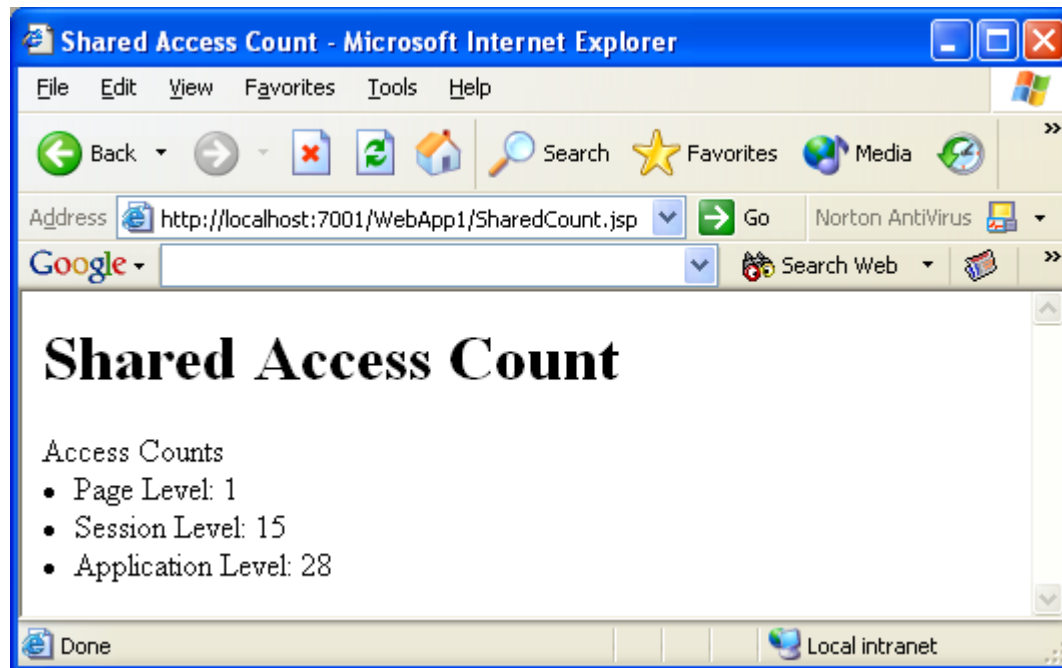 Shared Access Count - Microsoft Internet Explorer
File Edit View Favorites Tools Help
Back Search Favorites Media »
Address http://localhost:7001/WebApp1/SharedCount.jsp Go Norton AntiVirus
Google Search Web »
Shared Access Count
Access Counts
• Page Level: 1
• Session Level: 15
• Application Level: 28
Done Local intranet